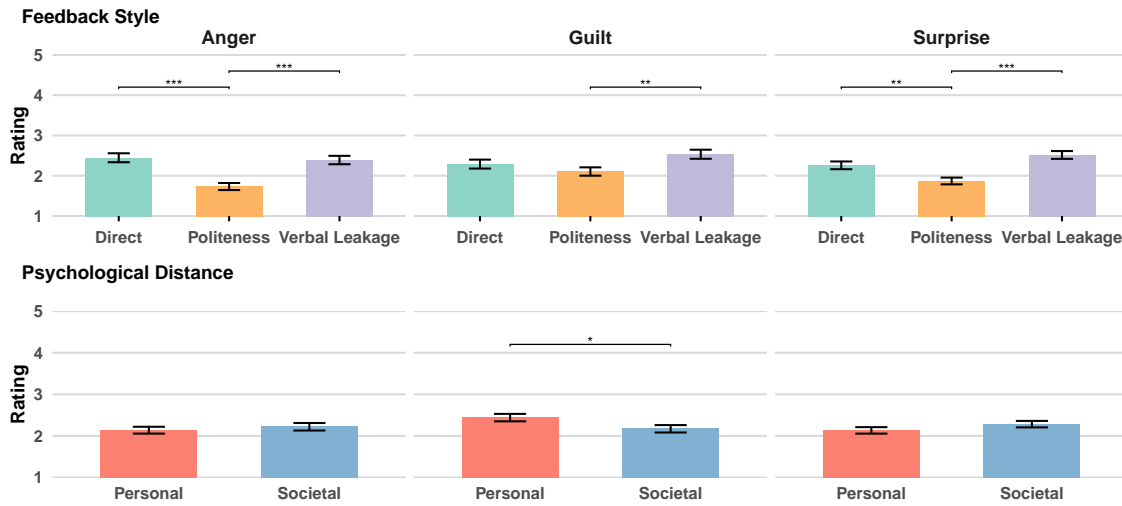 Feedback Style
Anger Guilt Surprise
5
4
3
2
1
Rating
*** *** ** ** ***
Direct Politeness Verbal Leakage Direct Politeness Verbal Leakage Direct Politeness Verbal Leakage
Psychological Distance
5
4
3
2
1
Rating
*
Personal Societal Personal Societal Personal Societal